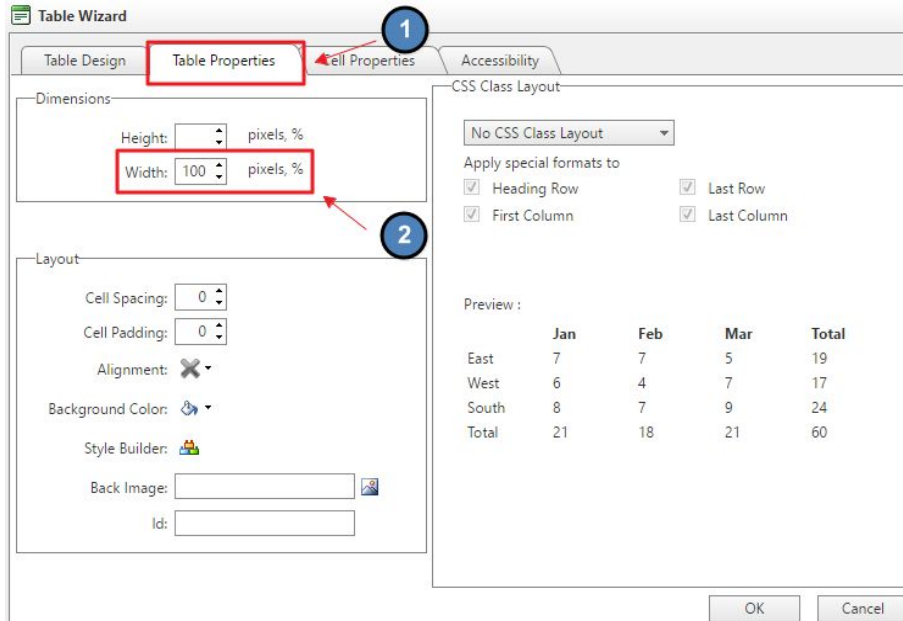 Table Wizard
1
Table Design Table Properties Cell Properties Accessibility
Dimensions
Height: pixels, %
Width: 100 pixels, %
2
Layout
Cell Spacing: 0
Cell Padding: 0
Alignment:
Background Color:
Style Builder:
Back Image:
Id:
CSS Class Layout
No CSS Class Layout
Apply special formats to
Heading Row Last Row
First Column Last Column
Preview :
Jan Feb Mar Total
East 7 7 5 19
West 6 4 7 17
South 8 7 9 24
Total 21 18 21 60
OK Cancel